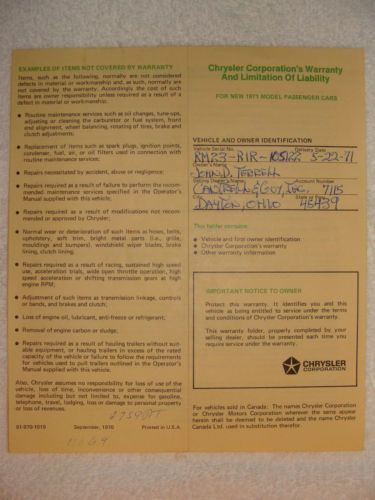 EXAMPLES OF ITEMS NOT COVERED BY WARRANTY
Items, such as the following, normally are not considered
defects in material or workmanship and, as such, normally are
not covered by the warranty. Accordingly the cost of such
items are owner responsibility unless required as a result of a
defect in material or workmanship:
• Routine maintenance services such as oil changes, tune-ups,
adjusting or cleaning the carburetor or fuel system, front
end alignment, wheel balancing, rotating of tires, brake and
clutch adjustments.
• Replacement of items such as spark plugs, ignition points,
condenser, fuel, air, or oil filters used in connection with
routine maintenance services:
• Repairs necessitated by accident, abuse or negligence;
• Repairs required as a result of failure to perform the recom-
mended maintenance services specified in the Operator's
Manual supplied with this vehicle.
• Repairs required as a result of modifications not recom-
mended or approved by Chrysler;
• Normal wear or deterioration of such items as hoses, belts,
upholstery, soft trim, bright metal parts (i.e., grille,
mouldings and bumpers), windshield wiper blades, brake
lining, clutch lining;
• Repairs required as a result of racing, sustained high speed
use, acceleration trials, wide open throttle operation, high
speed acceleration or shifting transmission gears at high
engine RPM;
• Adjustment of such items as transmission linkage, controls
or bands, and brakes and clutch;
• Loss of engine oil, lubricant, anti-freeze or refrigerant;
• Removal of engine carbon or sludge;
• Repairs required as a result of hauling trailers without suit-
able equipment, or hauling trailers in excess of the rated
capacity of the vehicle or failure to follow the requirements
for vehicles used to pull trailers outlined in the Operator's
Manual supplied with this vehicle.
Also, Chrysler assumes no responsibility for loss of use of the
vehicle, loss of time, inconvenience or other consequential
damage including but not limited to, expense for gasoline,
telephone, travel, lodging, loss or damage to personal property
or loss of revenues.
81-970-1019 September, 1970 Printed in U.S.A.
Chrysler Corporation's Warranty
And Limitation Of Liability
FOR NEW 1971 MODEL PASSENGER CARS
VEHICLE AND OWNER IDENTIFICATION
Vehicle Serial No. Delivery Date
RM23-R1R-105122 5-22-71
Owner's Name
JOHN D. TERRELL
Selling Dealer's Name Account Number
CANTRELL & GUY, INC. 7115
City State or Zip
DAYTON, OHIO 45439
This folder contains:
• Vehicle and first owner identification
• Chrysler Corporation's warranty
• Other warranty information
IMPORTANT NOTICE TO OWNER
Protect this warranty. It identifies you and this
vehicle as being entitled to service under the terms
and conditions of Chrysler Corporation's warranty.
This warranty folder, properly completed by your
selling dealer, should be presented each time you
require service under the warranty.
CHRYSLER
CORPORATION
For vehicles sold in Canada: The names Chrysler Corporation
or Chrysler Motors Corporation wherever the same appear
herein shall be deemed to be deleted and the name Chrysler
Canada Ltd. used in substitution therefor.